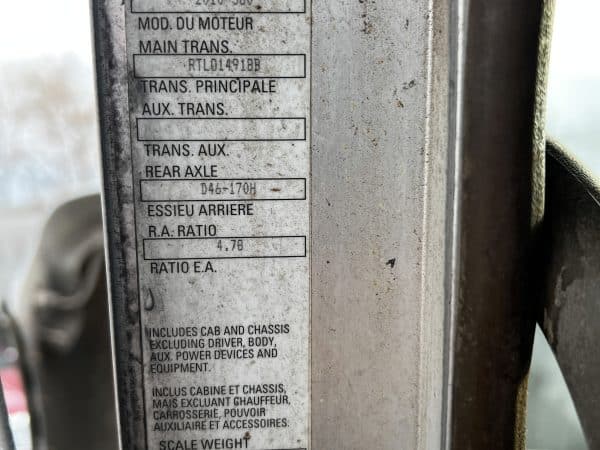 MOD. DU MOTEUR
MAIN TRANS.
TRANS. PRINCIPALE
AUX. TRANS.
TRANS. AUX.
REAR AXLE
D46-170H
ESSIEU ARRIERE
R.A. RATIO
4.78
RATIO E.A.
INCLUDES CAB AND CHASSIS
EXCLUDING DRIVER, BODY,
AUX. POWER DEVICES AND
EQUIPMENT.
INCLUS CABINE ET CHASSIS,
MAIS EXCLUANT CHAUFFEUR,
CARROSSERIE, POUVOIR
AUXILIAIRE ET ACCESSOIRES.
SCALE WEIGHT